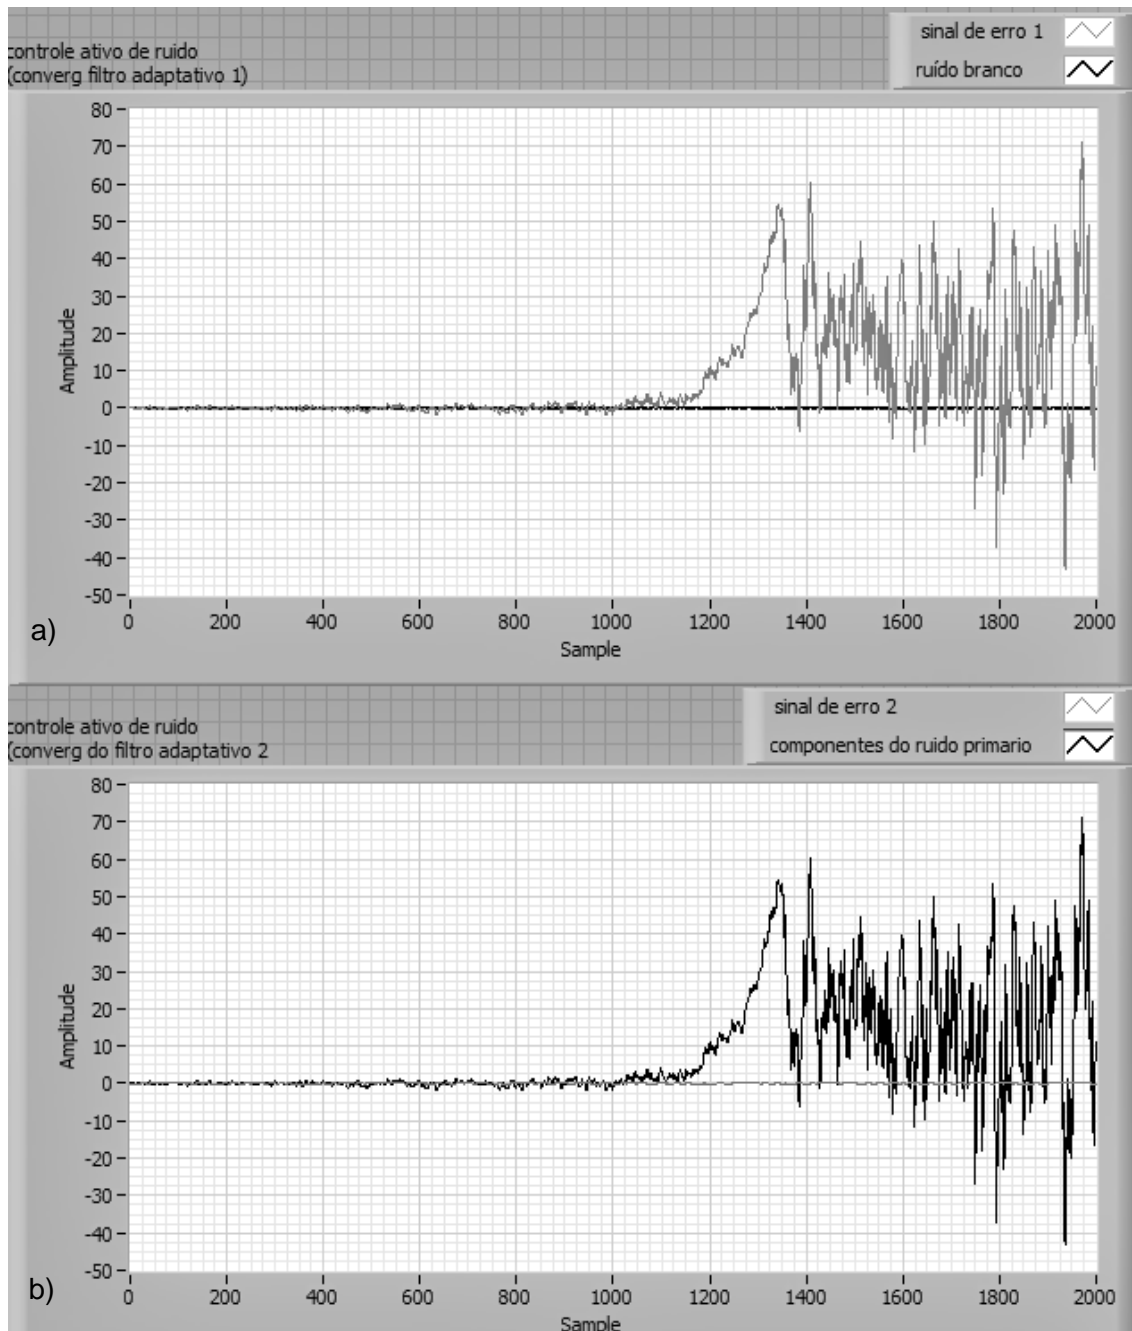 controle ativo de ruido
(converg filtro adaptativo 1)
sinal de erro 1
ruído branco
Amplitude
80
70
60
50
40
30
20
10
0
-10
-20
-30
-40
-50
0 200 400 600 800 1000 1200 1400 1600 1800 2000
Sample
a)
controle ativo de ruido
(converg do filtro adaptativo 2
sinal de erro 2
componentes do ruido primario
Amplitude
80
70
60
50
40
30
20
10
0
-10
-20
-30
-40
-50
0 200 400 600 800 1000 1200 1400 1600 1800 2000
Sample
b)